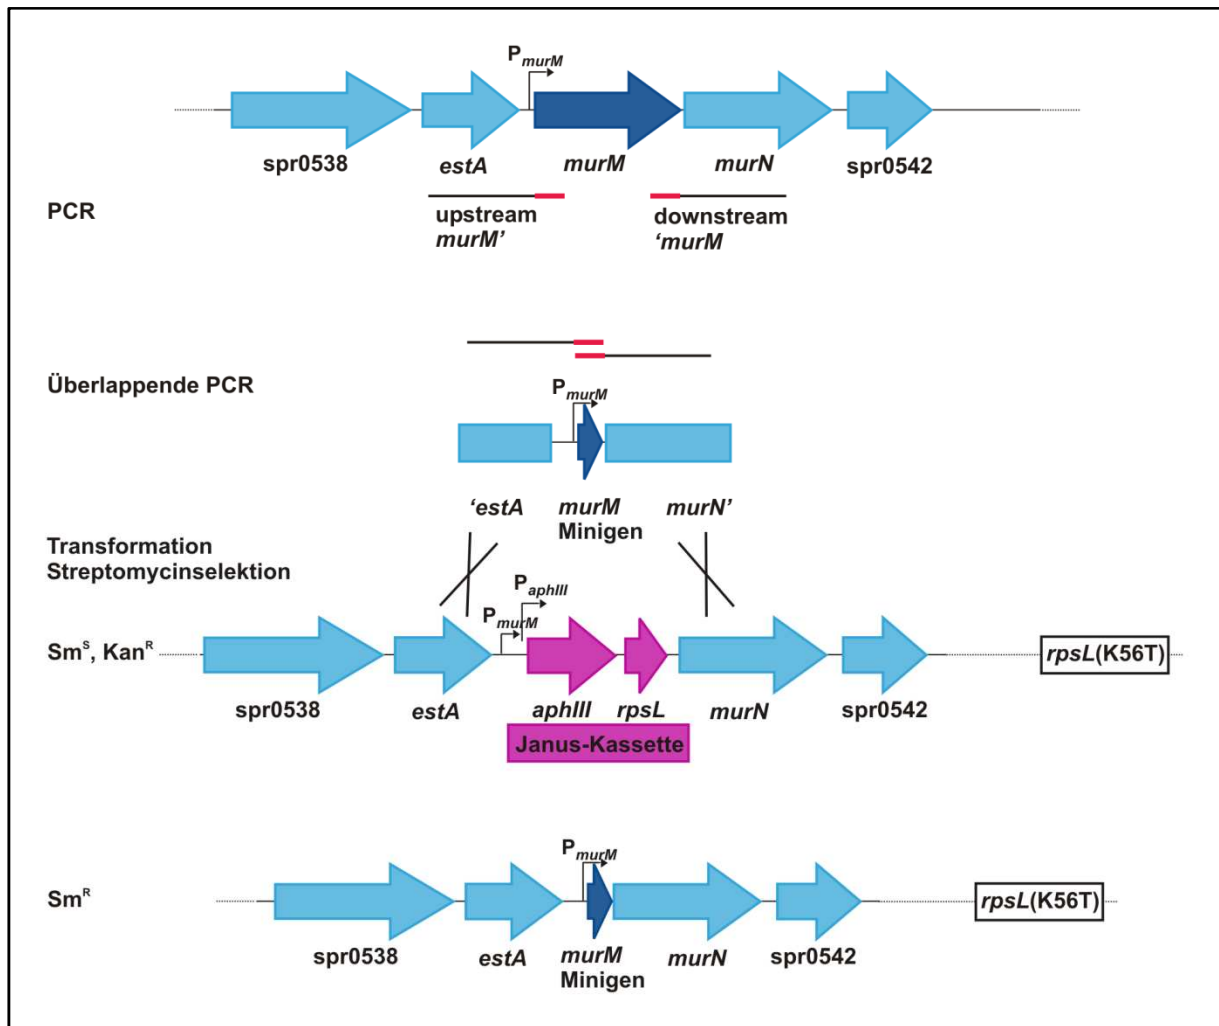 PmurM
spr0538 estA murM murN spr0542
PCR
upstream downstream
murM’ ‘murM
Überlappende PCR
PmurM
‘estA murM murN’
Minigen
Transformation
Streptomycinselektion
PaphIII
PmurM
Smˢ, Kanᴿ rpsL(K56T)
spr0538 estA aphIII rpsL murN spr0542
Janus-Kassette
PmurM
Smᴿ rpsL(K56T)
spr0538 estA murM murN spr0542
Minigen